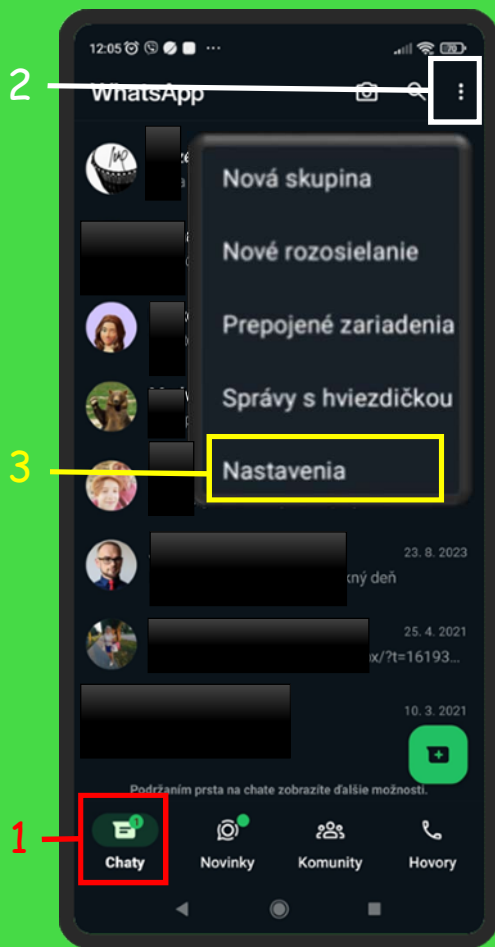 12:05
70
2
WhatsApp
Nová skupina
Nové rozosielanie
Prepojené zariadenia
Správy s hviezdičkou
3
Nastavenia
23. 8. 2023
deň
25. 4. 2021
x/?t=16193...
10. 3. 2021
Podržaním prsta na chate zobrazíte ďalšie možnosti.
1
1
Chaty
Novinky
Komunity
Hovory